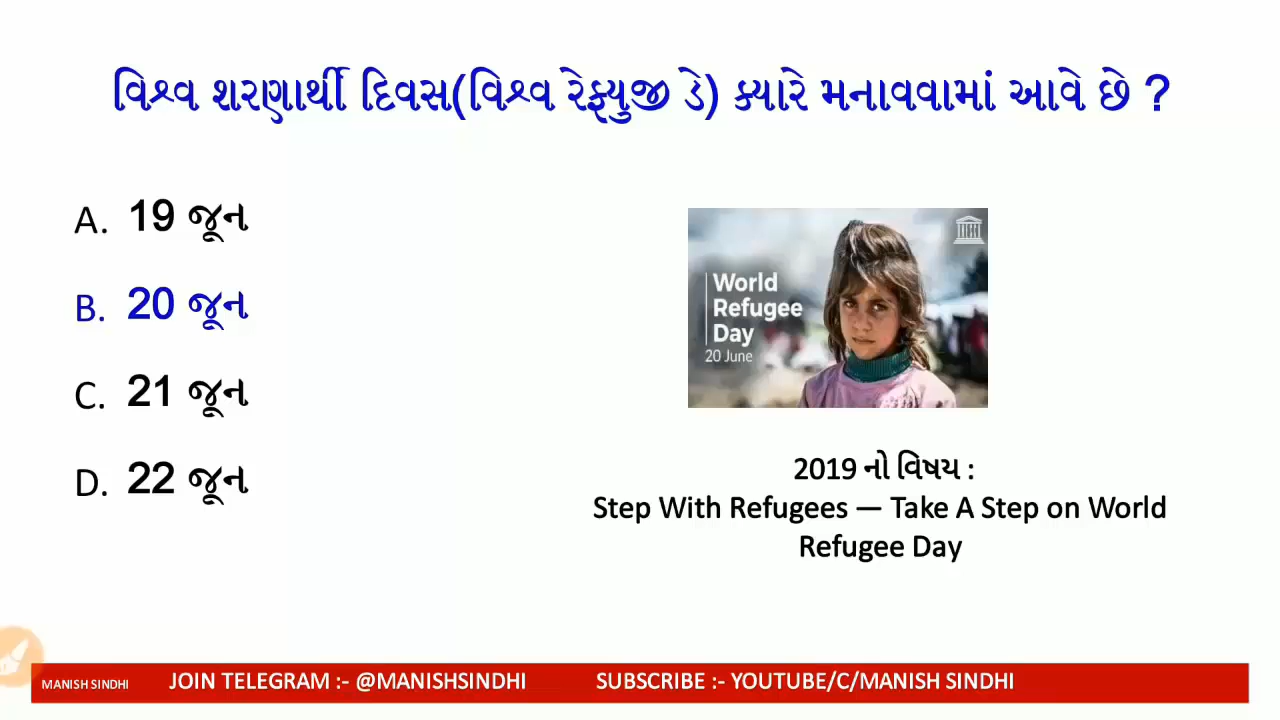 વિશ્વ શરણાર્થી દિવસ(વિશ્વ રેફ્યુજી ડે) ક્યારે મનાવવામાં આવે છે ?
A. 19 જૂન
B. 20 જૂન
C. 21 જૂન
D. 22 જૂન
World
Refugee
Day
20 June
2019 નો વિષય :
Step With Refugees — Take A Step on World
Refugee Day
MANISH SINDHI JOIN TELEGRAM :- @MANISHSINDHI SUBSCRIBE :- YOUTUBE/C/MANISH SINDHI